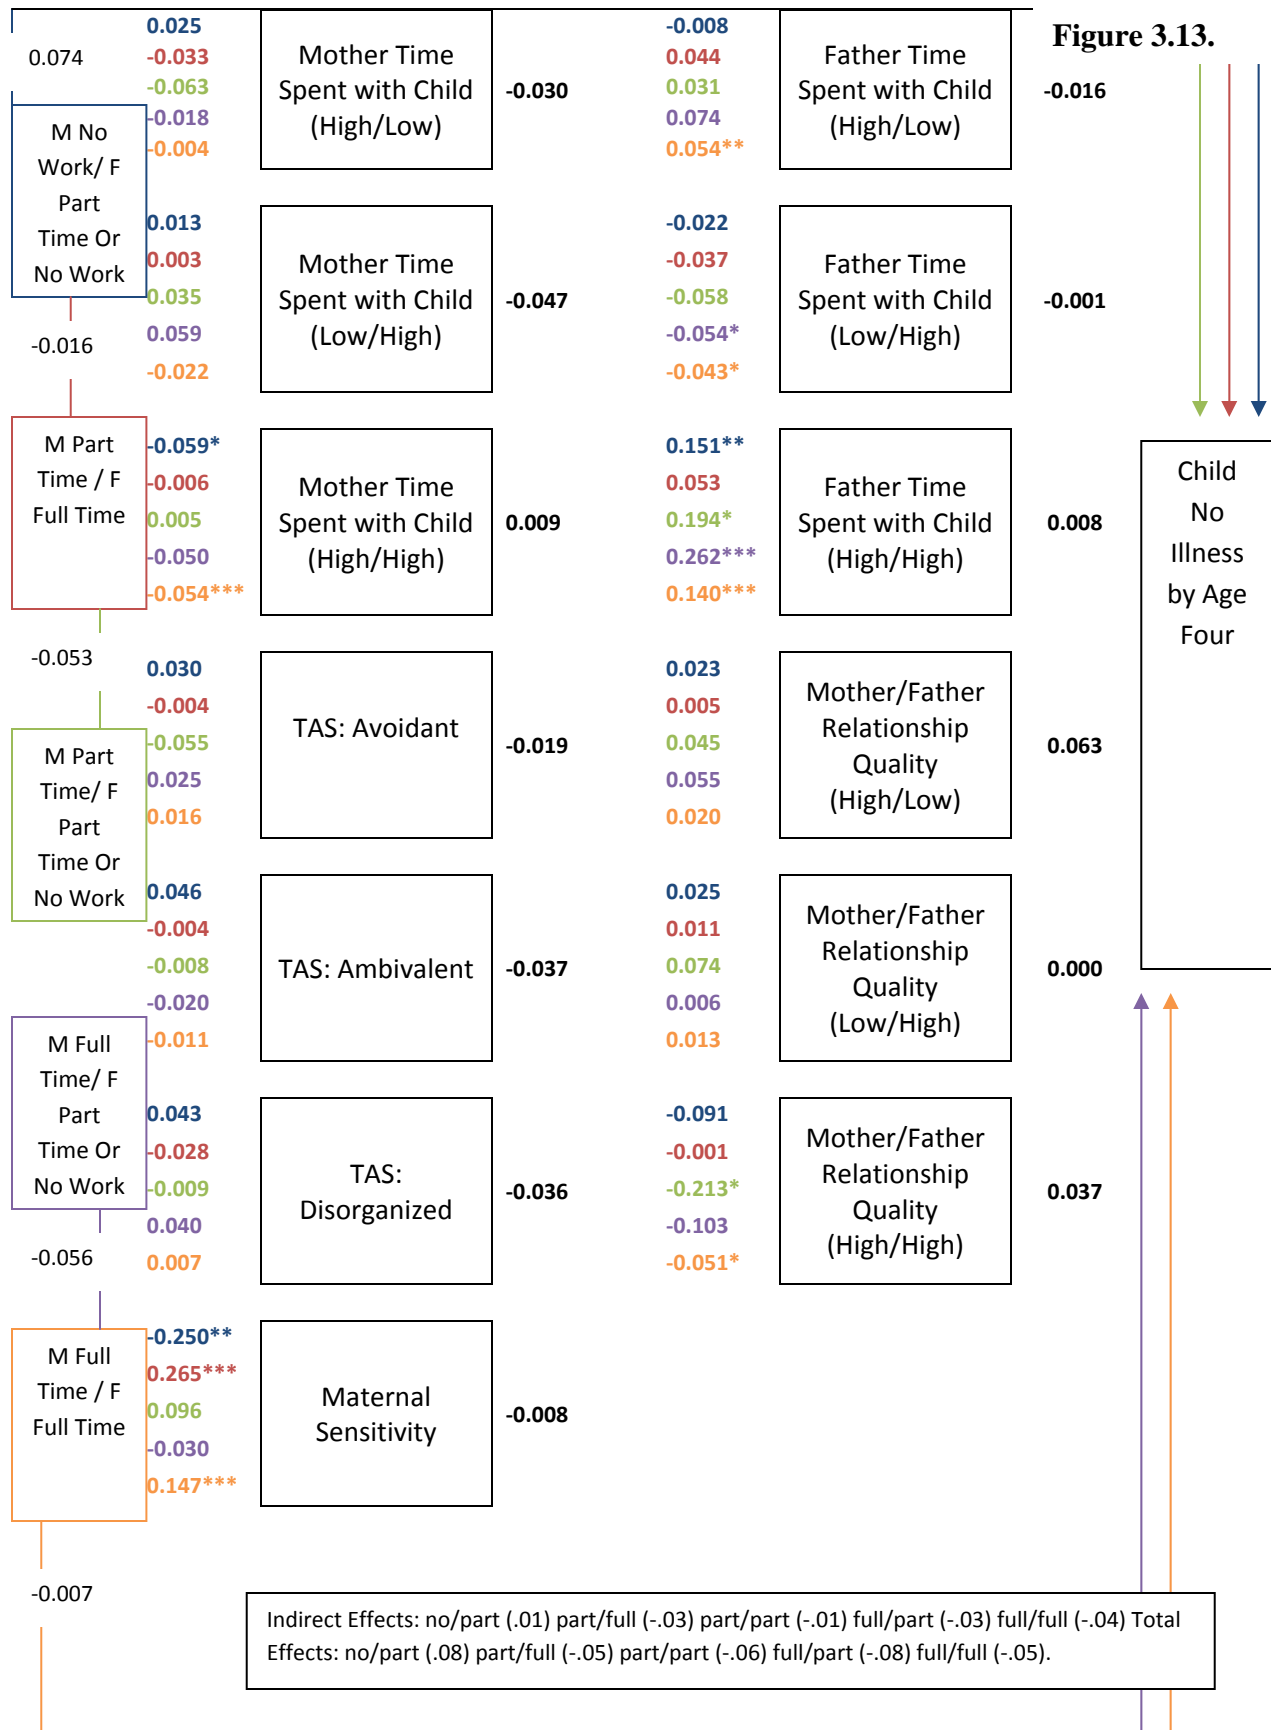 Figure 3.13.
0.074
M No
Work/ F
Part
Time Or
No Work
-0.016
M Part
Time / F
Full Time
-0.053
M Part
Time/ F
Part
Time Or
No Work
M Full
Time/ F
Part
Time Or
No Work
-0.056
M Full
Time / F
Full Time
-0.007
0.025
-0.033
-0.063
-0.018
-0.004
Mother Time
Spent with Child
(High/Low)
-0.030
0.013
0.003
0.035
0.059
-0.022
Mother Time
Spent with Child
(Low/High)
-0.047
-0.059*
-0.006
0.005
-0.050
-0.054***
Mother Time
Spent with Child
(High/High)
0.009
0.030
-0.004
-0.055
0.025
0.016
TAS: Avoidant
-0.019
0.046
-0.004
-0.008
-0.020
-0.011
TAS: Ambivalent
-0.037
0.043
-0.028
-0.009
0.040
0.007
TAS:
Disorganized
-0.036
-0.250**
0.265***
0.096
-0.030
0.147***
Maternal
Sensitivity
-0.008
-0.008
0.044
0.031
0.074
0.054**
Father Time
Spent with Child
(High/Low)
-0.016
-0.022
-0.037
-0.058
-0.054*
-0.043*
Father Time
Spent with Child
(Low/High)
-0.001
0.151**
0.053
0.194*
0.262***
0.140***
Father Time
Spent with Child
(High/High)
0.008
0.023
0.005
0.045
0.055
0.020
Mother/Father
Relationship
Quality
(High/Low)
0.063
0.025
0.011
0.074
0.006
0.013
Mother/Father
Relationship
Quality
(Low/High)
0.000
-0.091
-0.001
-0.213*
-0.103
-0.051*
Mother/Father
Relationship
Quality
(High/High)
0.037
Child
No
Illness
by Age
Four
Indirect Effects: no/part (.01) part/full (-.03) part/part (-.01) full/part (-.03) full/full (-.04) Total
Effects: no/part (.08) part/full (-.05) part/part (-.06) full/part (-.08) full/full (-.05).